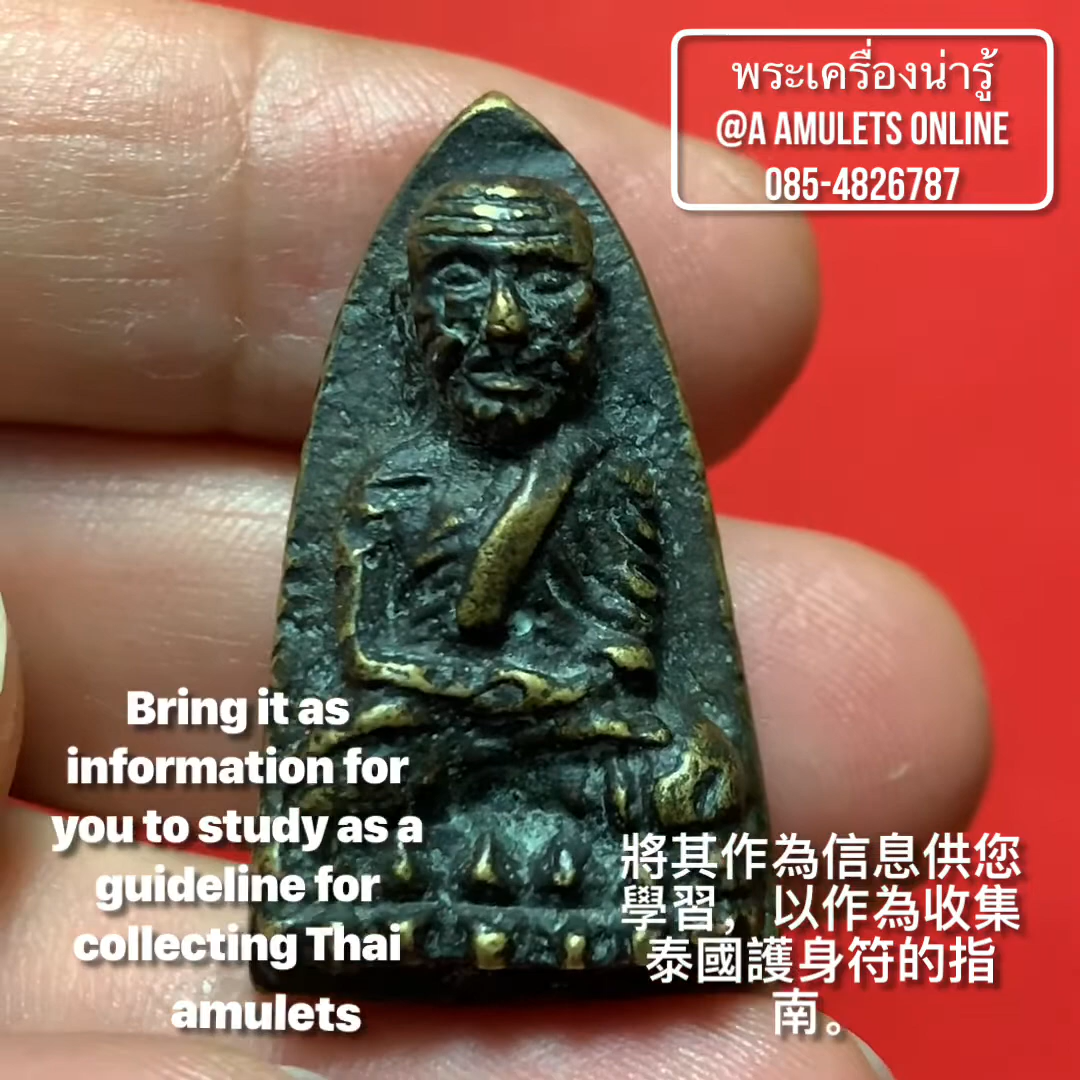 พระเครื่องน่ารู้
@A AMULETS ONLINE
085-4826787
Bring it as
information for
you to study as a
guideline for
collecting Thai
amulets
將其作為信息供您
學習，以作為收集
泰國護身符的指
南。